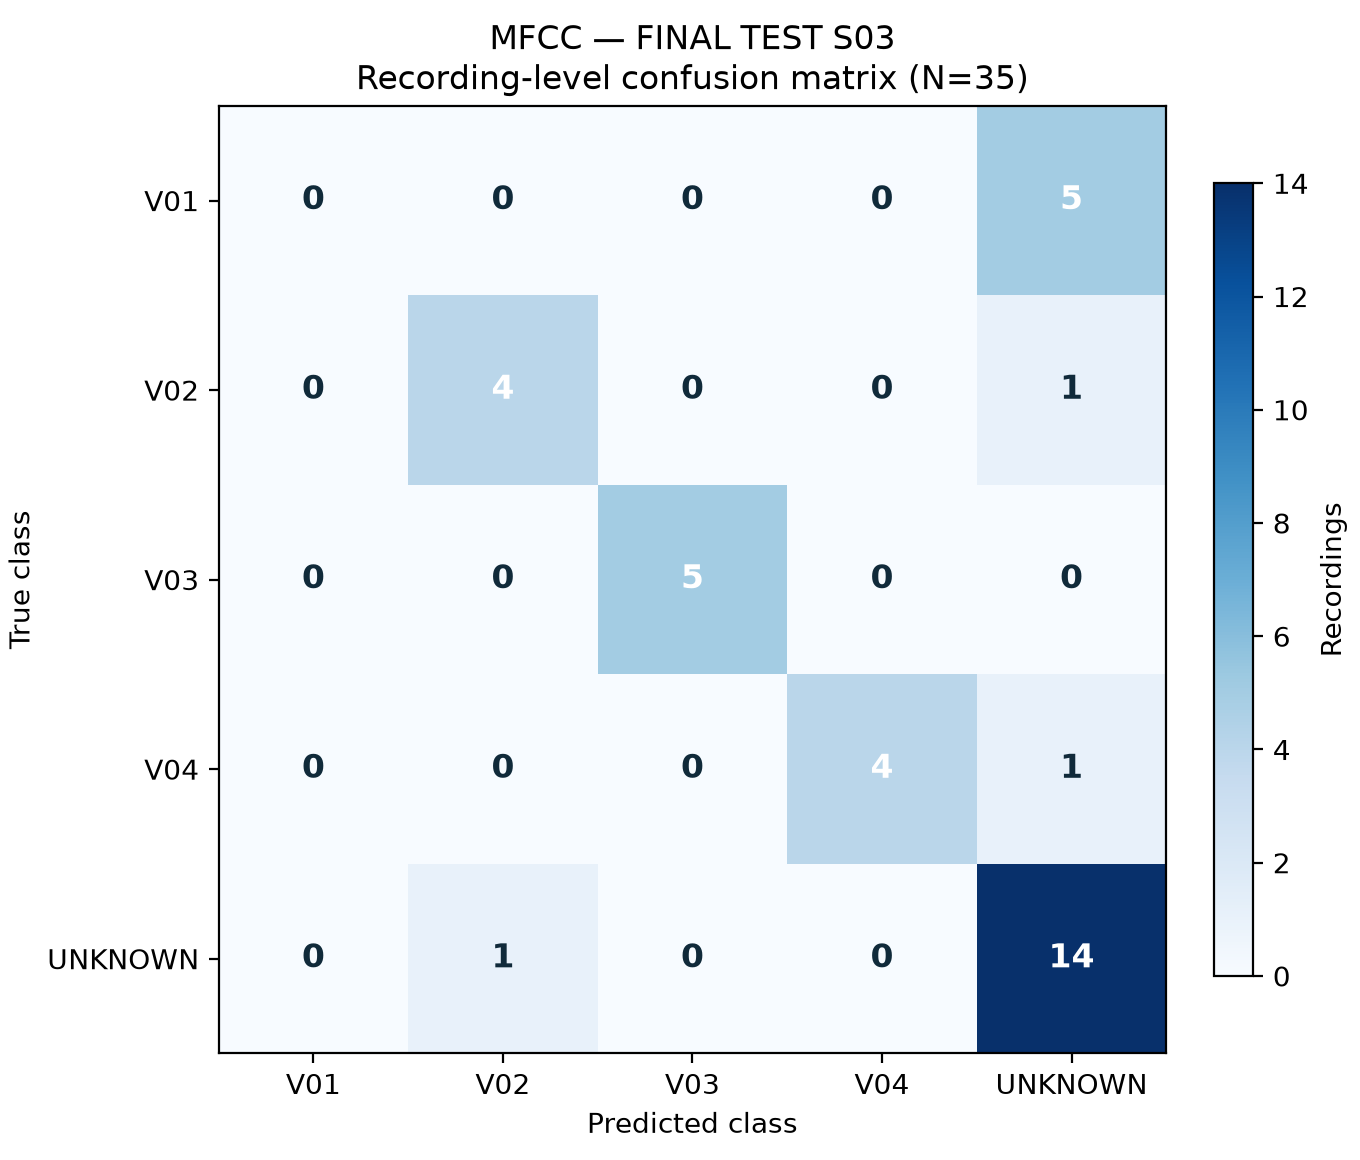 MFCC — FINAL TEST S03
Recording-level confusion matrix (N=35)
V01 0 0 0 0 5
V02 0 4 0 0 1
V03 0 0 5 0 0
V04 0 0 0 4 1
UNKNOWN 0 1 0 0 14
V01 V02 V03 V04 UNKNOWN
Predicted class
True class
14
12
10
8
6
4
2
0
Recordings